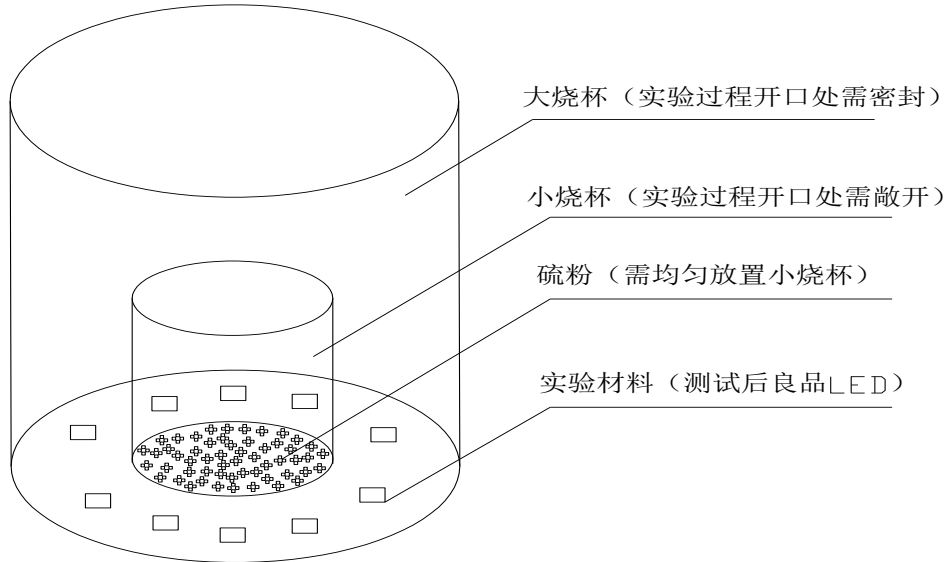 大烧杯（实验过程开口处需密封）
小烧杯（实验过程开口处需敞开）
硫粉（需均匀放置小烧杯）
实验材料（测试后良品LED）